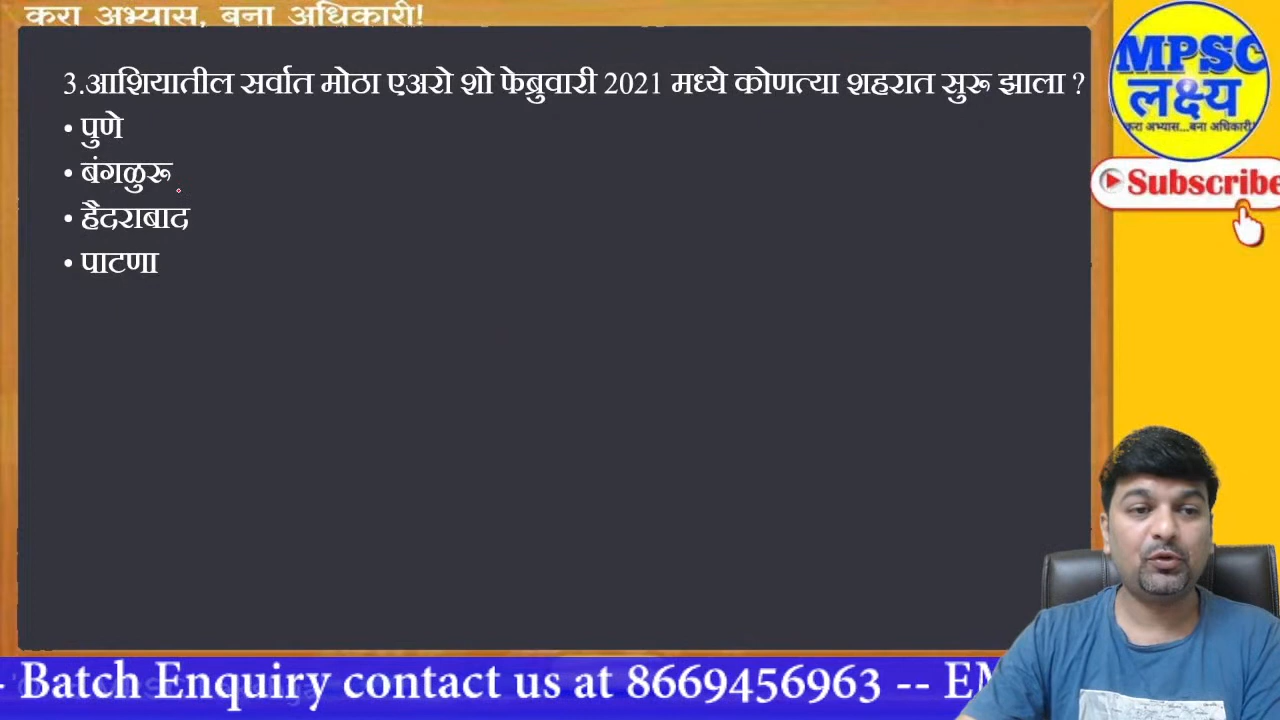 करा अभ्यास, बना अधिकारी!
3.आशियातील सर्वात मोठा एअरो शो फेब्रुवारी 2021 मध्ये कोणत्या शहरात सुरू झाला ?
• पुणे
• बंगळुरू
• हैदराबाद
• पाटणा
MPSC
लक्ष्य
करा अभ्यास...बना अधिकारी!
Subscribe
- Batch Enquiry contact us at 8669456963 -- EM